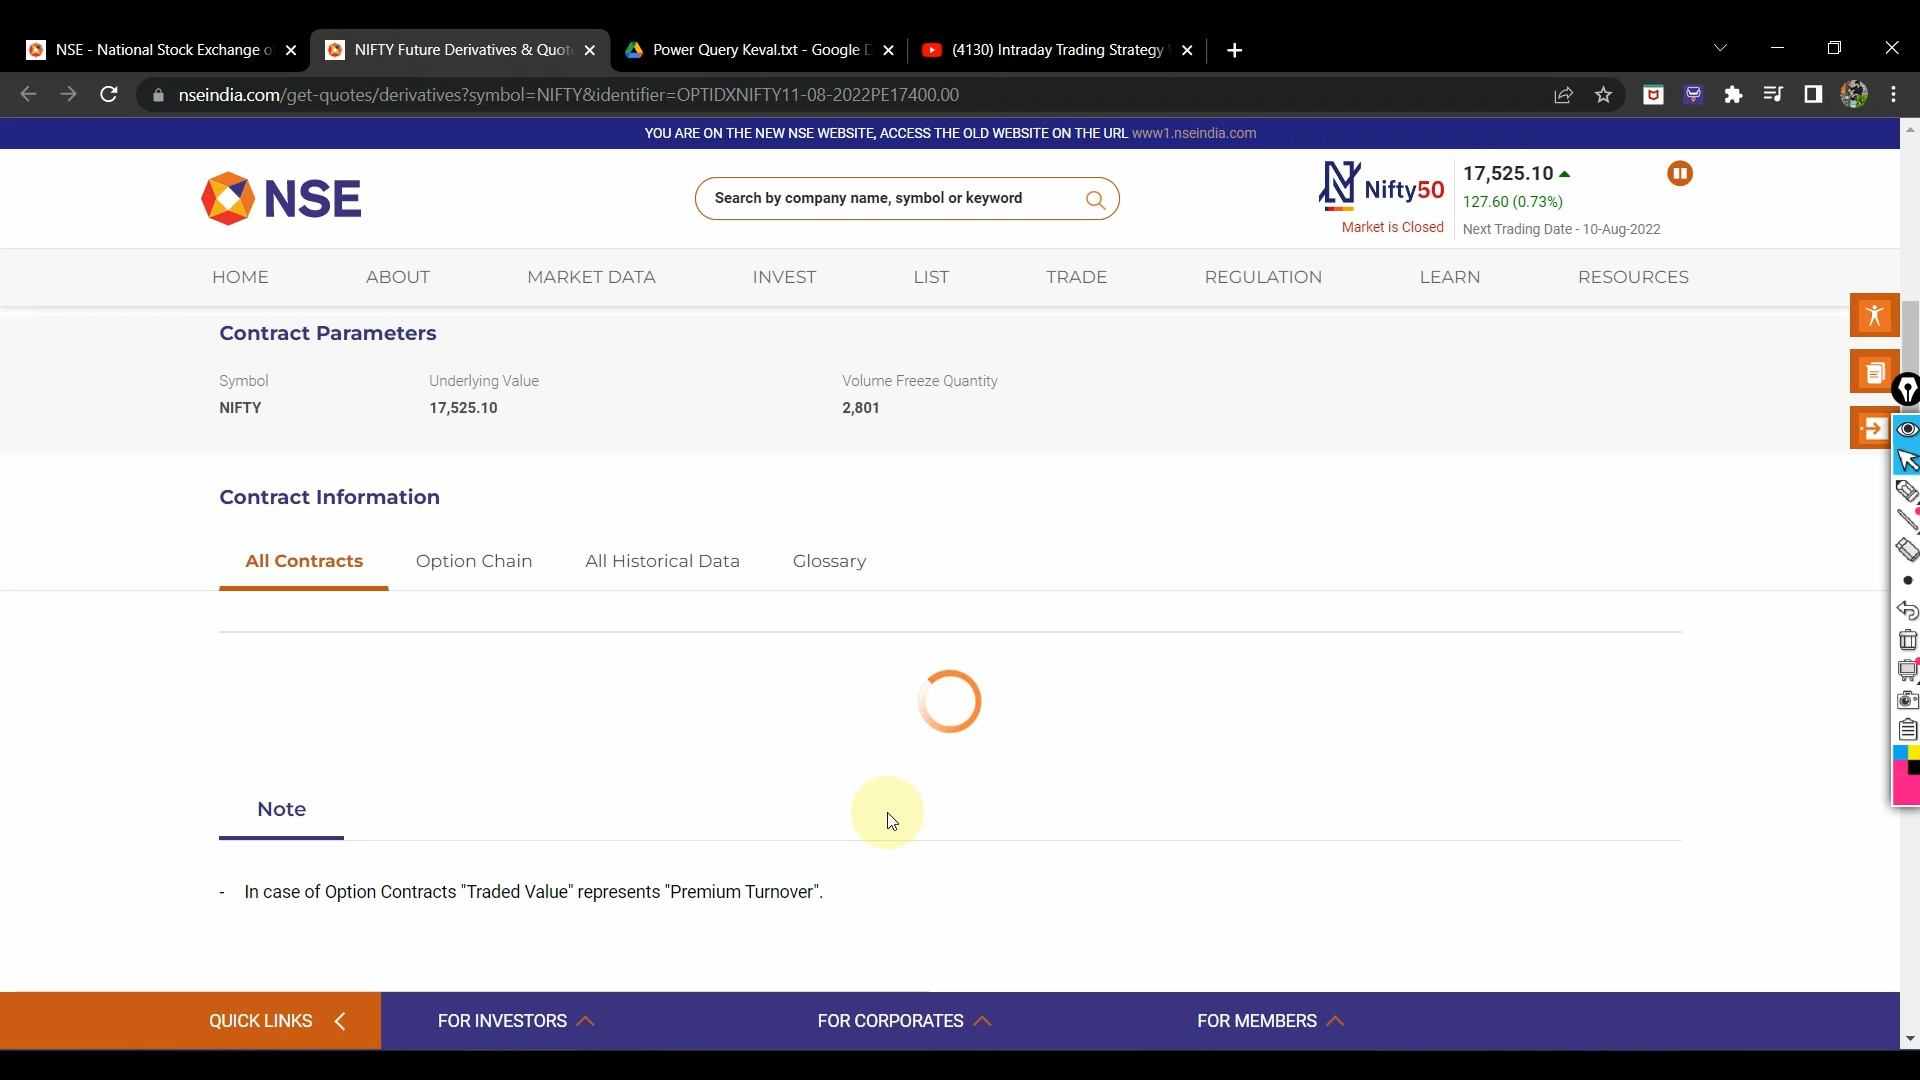 NSE - National Stock Exchange o
NIFTY Future Derivatives & Quot
Power Query Keval.txt - Google D
(4130) Intraday Trading Strategy
nseindia.com/get-quotes/derivatives?symbol=NIFTY&identifier=OPTIDXNIFTY11-08-2022PE17400.00
YOU ARE ON THE NEW NSE WEBSITE, ACCESS THE OLD WEBSITE ON THE URL www1.nseindia.com
NSE
Search by company name, symbol or keyword
Nifty50
Market is Closed
17,525.10
127.60 (0.73%)
Next Trading Date - 10-Aug-2022
HOME ABOUT MARKET DATA INVEST LIST TRADE REGULATION LEARN RESOURCES
Contract Parameters
Symbol Underlying Value Volume Freeze Quantity
NIFTY 17,525.10 2,801
Contract Information
All Contracts Option Chain All Historical Data Glossary
Note
- In case of Option Contracts "Traded Value" represents "Premium Turnover".
QUICK LINKS FOR INVESTORS FOR CORPORATES FOR MEMBERS